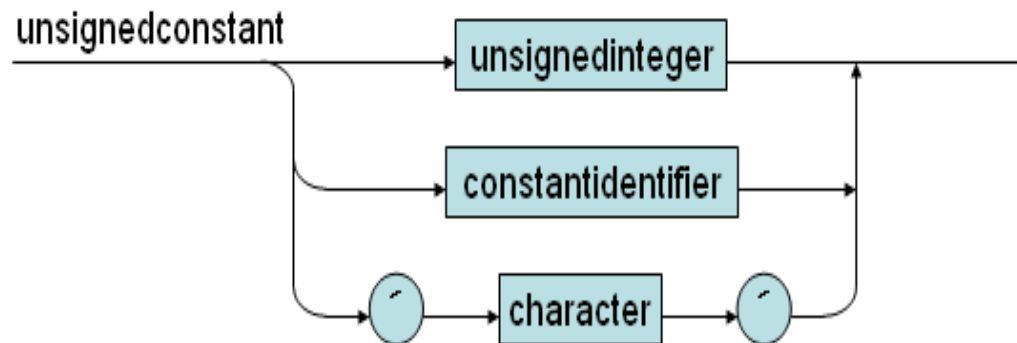 unsignedconstant
unsignedinteger
constantidentifier
´ character ´